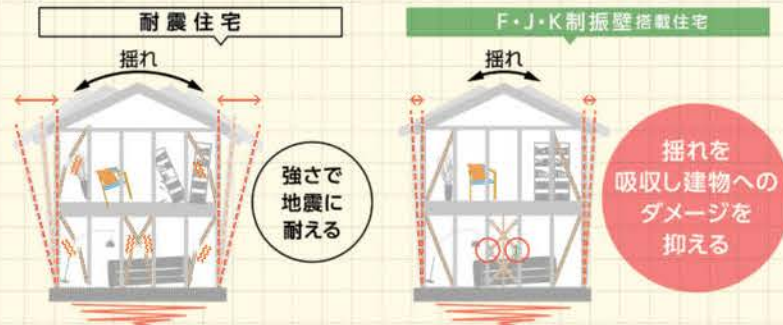 耐震住宅
揺れ
強さで
地震に
耐える
F・J・K制振壁搭載住宅
揺れ
揺れを
吸収し建物への
ダメージを
抑える